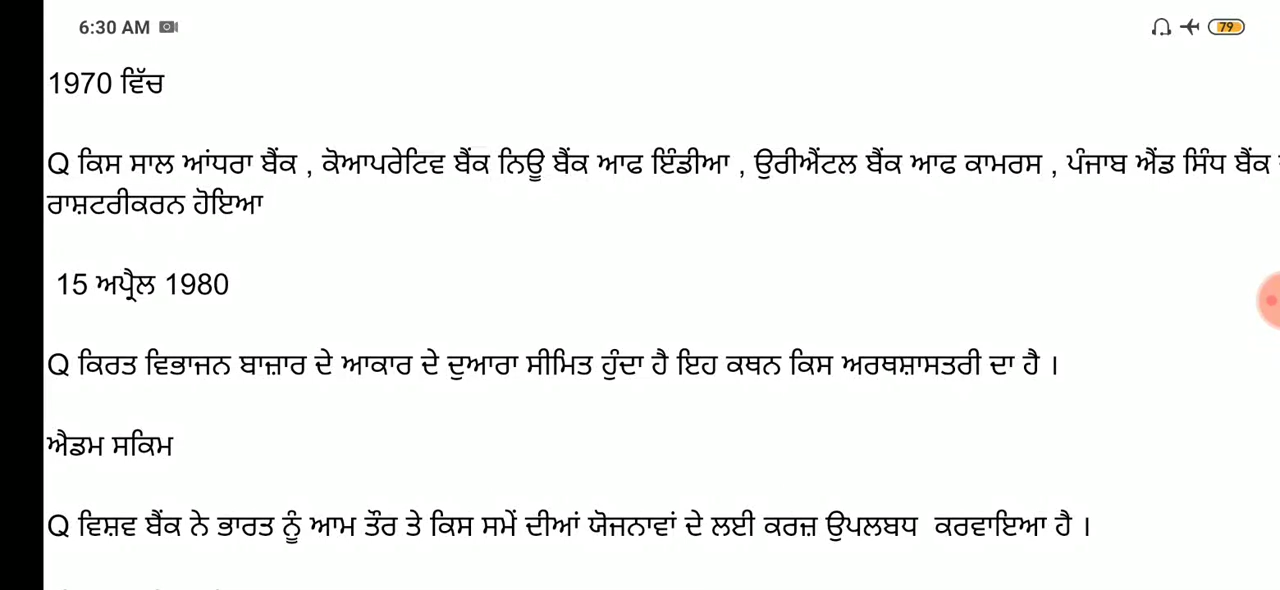 6:30 AM
79
1970 ਵਿੱਚ
Q ਕਿਸ ਸਾਲ ਆਂਧਰਾ ਬੈਂਕ , ਕੋਆਪਰੇਟਿਵ ਬੈਂਕ ਨਿਊ ਬੈਂਕ ਆਫ ਇੰਡੀਆ , ਉਰੀਐਂਟਲ ਬੈਂਕ ਆਫ ਕਾਮਰਸ , ਪੰਜਾਬ ਐਂਡ ਸਿੰਧ ਬੈਂਕ
ਰਾਸ਼ਟਰੀਕਰਨ ਹੋਇਆ
15 ਅਪ੍ਰੈਲ 1980
Q ਕਿਰਤ ਵਿਭਾਜਨ ਬਾਜ਼ਾਰ ਦੇ ਆਕਾਰ ਦੇ ਦੁਆਰਾ ਸੀਮਿਤ ਹੁੰਦਾ ਹੈ ਇਹ ਕਥਨ ਕਿਸ ਅਰਥਸ਼ਾਸਤਰੀ ਦਾ ਹੈ ।
ਐਡਮ ਸਕਿਮ
Q ਵਿਸ਼ਵ ਬੈਂਕ ਨੇ ਭਾਰਤ ਨੂੰ ਆਮ ਤੌਰ ਤੇ ਕਿਸ ਸਮੇਂ ਦੀਆਂ ਯੋਜਨਾਵਾਂ ਦੇ ਲਈ ਕਰਜ਼ ਉਪਲਬਧ ਕਰਵਾਇਆ ਹੈ ।